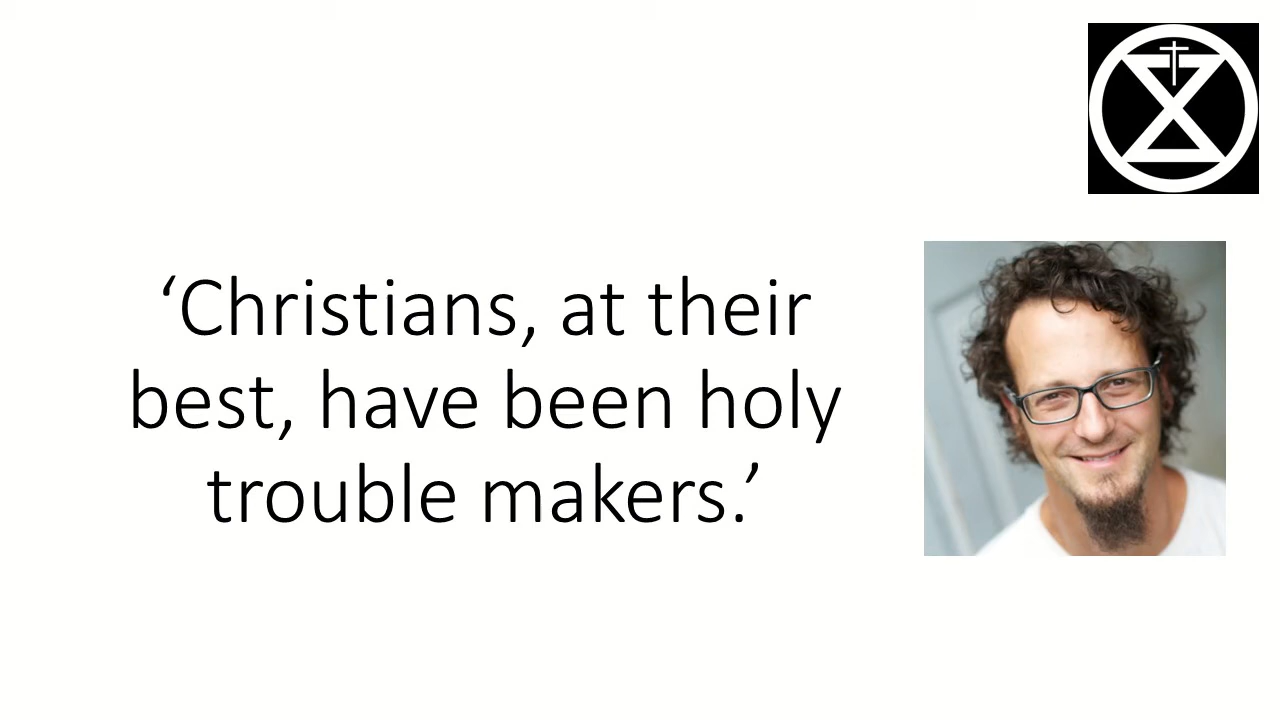 ‘Christians, at their
best, have been holy
trouble makers.’